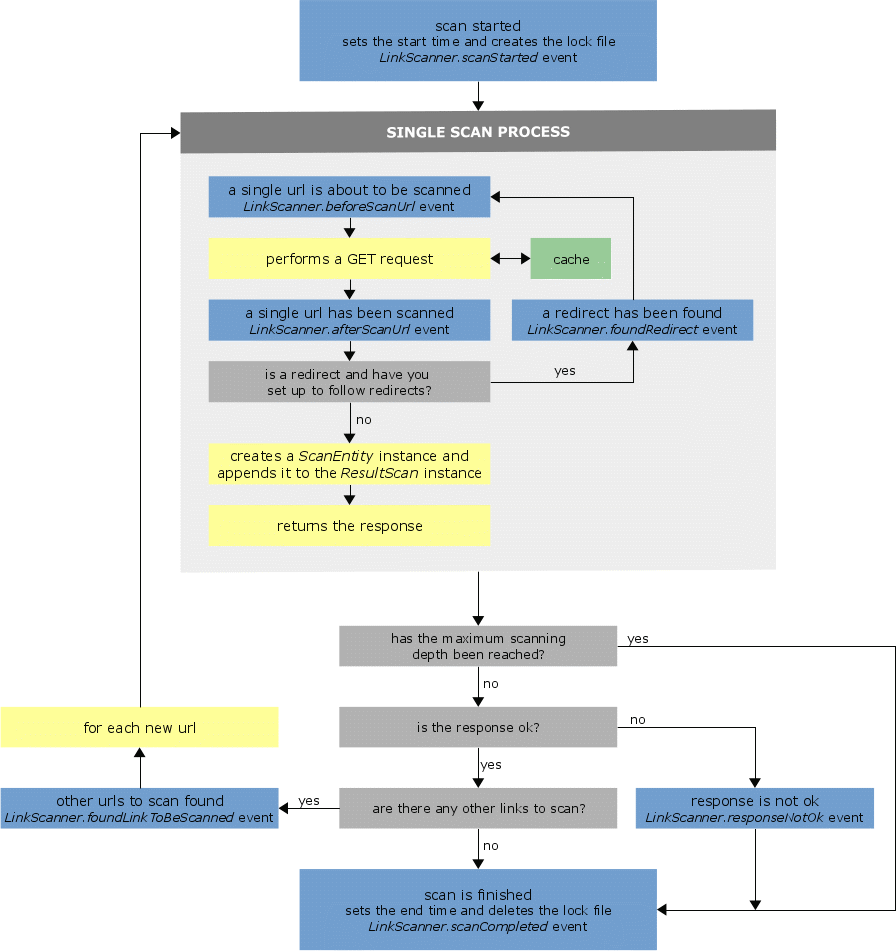 scan started
sets the start time and creates the lock file
LinkScanner.scanStarted event
SINGLE SCAN PROCESS
a single url is about to be scanned
LinkScanner.beforeScanUrl event
performs a GET request
cache
a single url has been scanned
LinkScanner.afterScanUrl event
a redirect has been found
LinkScanner.foundRedirect event
is a redirect and have you
set up to follow redirects?
yes
no
creates a ScanEntity instance and
appends it to the ResultScan instance
returns the response
has the maximum scanning
depth been reached?
yes
no
for each new url
is the response ok?
no
yes
other urls to scan found
LinkScanner.foundLinkToBeScanned event
yes
are there any other links to scan?
response is not ok
LinkScanner.responseNotOk event
no
scan is finished
sets the end time and deletes the lock file
LinkScanner.scanCompleted event